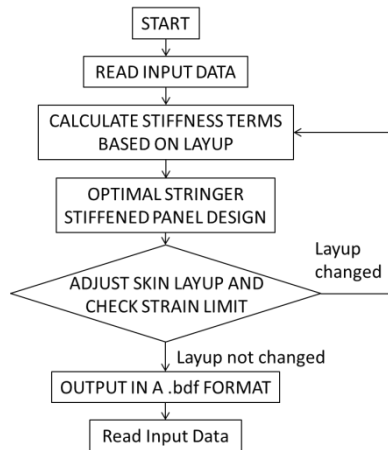 START
READ INPUT DATA
CALCULATE STIFFNESS TERMS
BASED ON LAYUP
OPTIMAL STRINGER
STIFFENED PANEL DESIGN
Layup
changed
ADJUST SKIN LAYUP AND
CHECK STRAIN LIMIT
Layup not changed
OUTPUT IN A .bdf FORMAT
Read Input Data